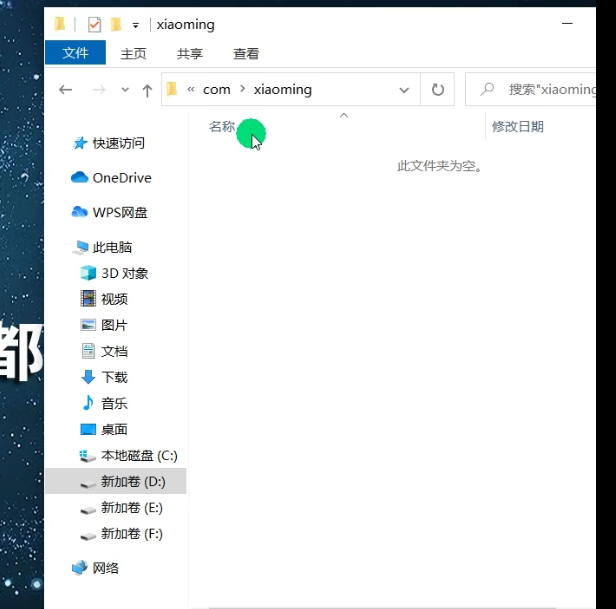 xiaoming
文件 主页 共享 查看
« com > xiaoming 搜索"xiaoming
名称 修改日期
此文件夹为空。
快速访问
OneDrive
WPS网盘
此电脑
3D 对象
视频
图片
文档
下载
音乐
桌面
本地磁盘 (C:)
新加卷 (D:)
新加卷 (E:)
新加卷 (F:)
网络
都